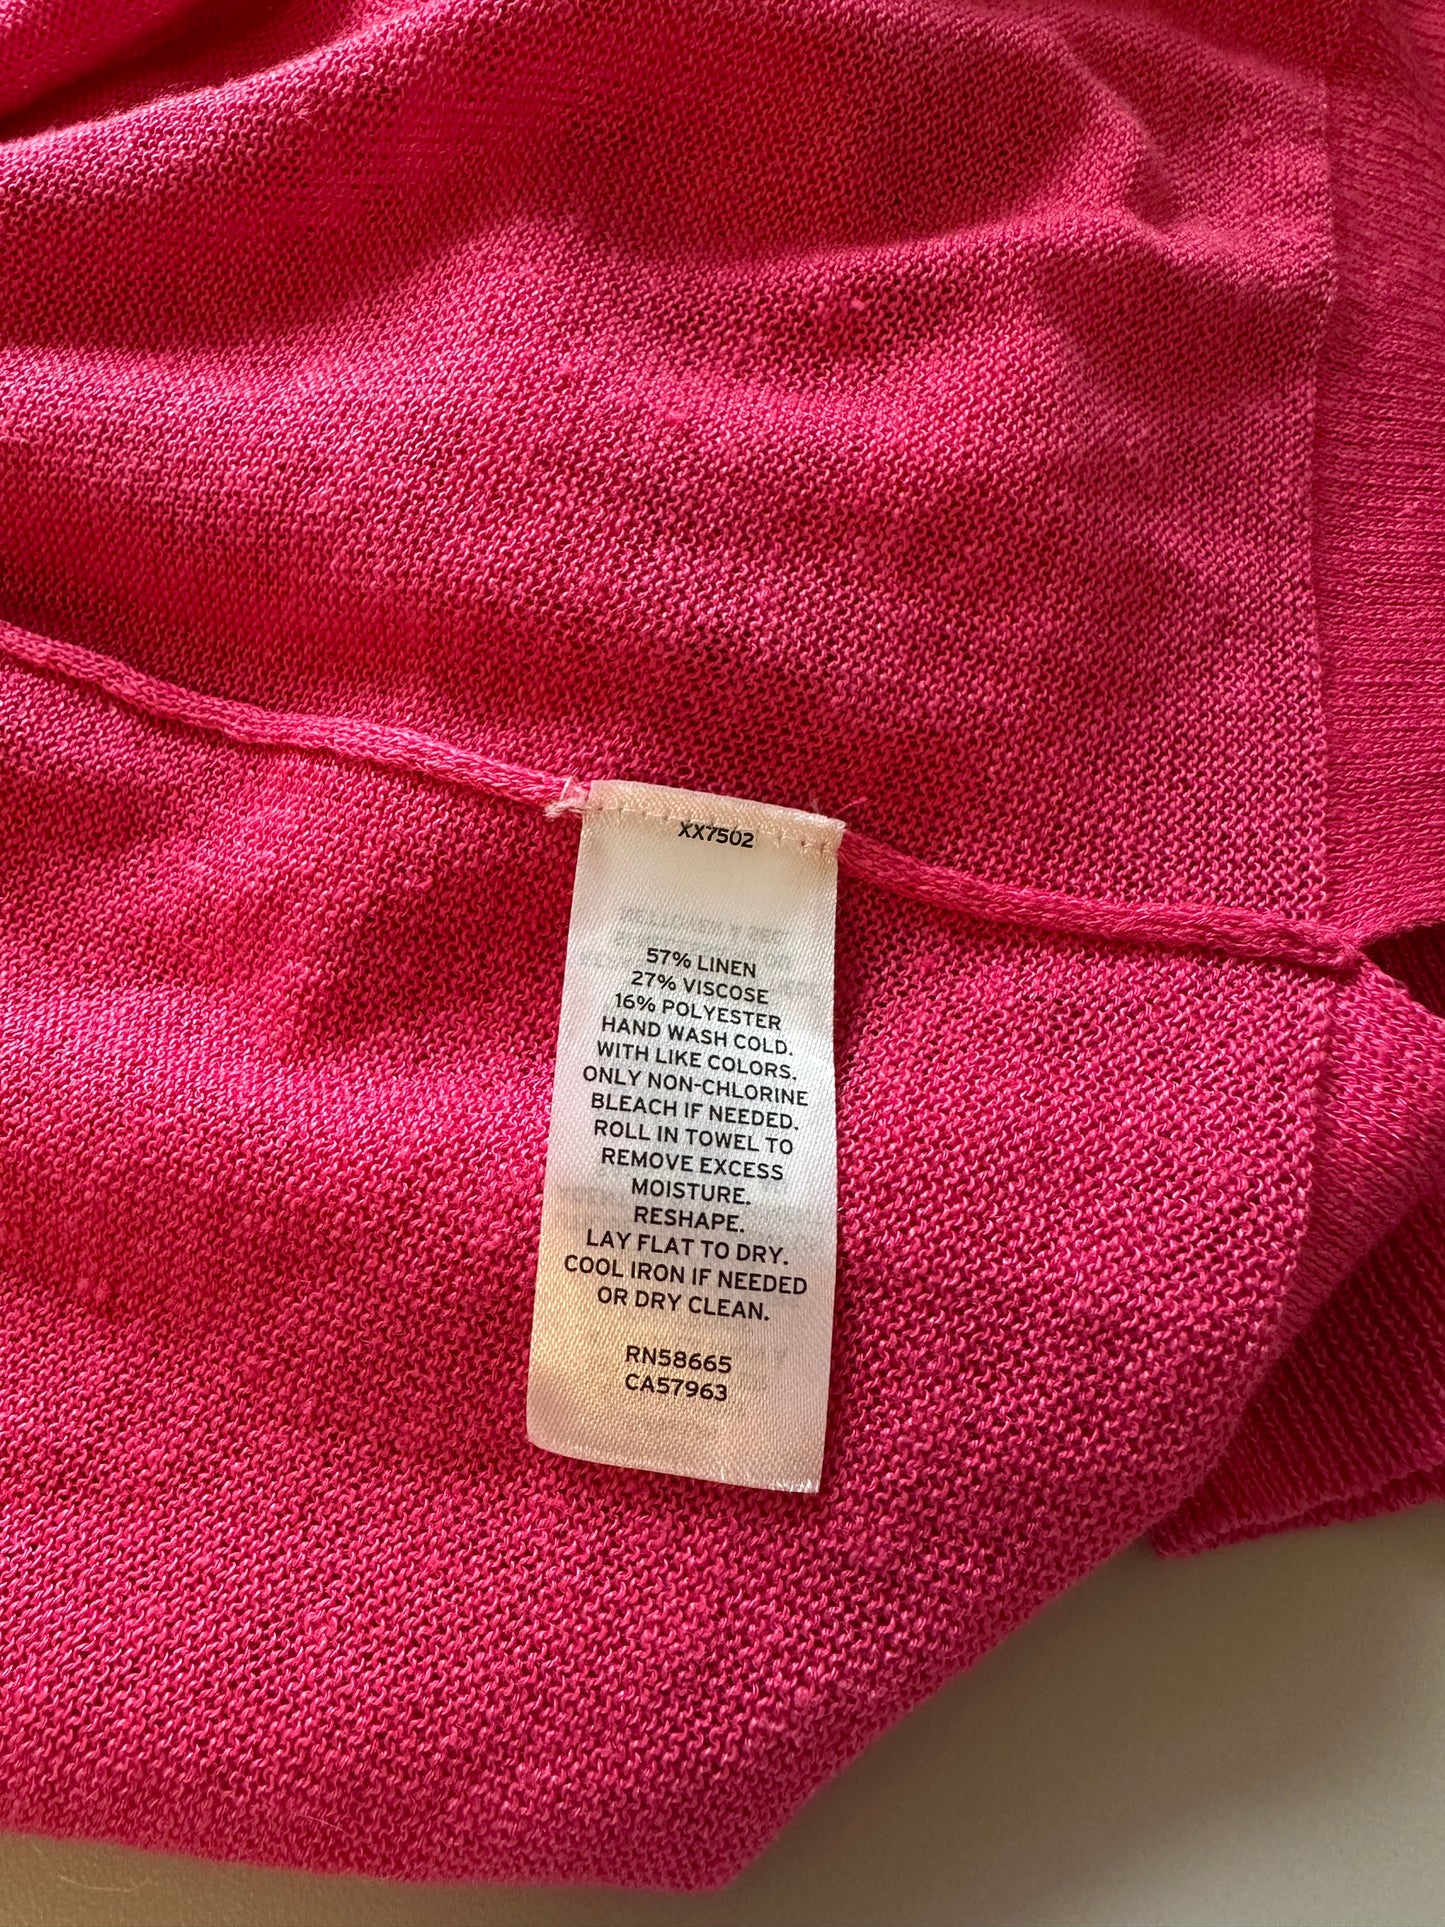 XX7502
57% LINEN
27% VISCOSE
16% POLYESTER
HAND WASH COLD.
WITH LIKE COLORS.
ONLY NON-CHLORINE
BLEACH IF NEEDED.
ROLL IN TOWEL TO
REMOVE EXCESS
MOISTURE.
RESHAPE.
LAY FLAT TO DRY.
COOL IRON IF NEEDED
OR DRY CLEAN.
RN58665
CA57963